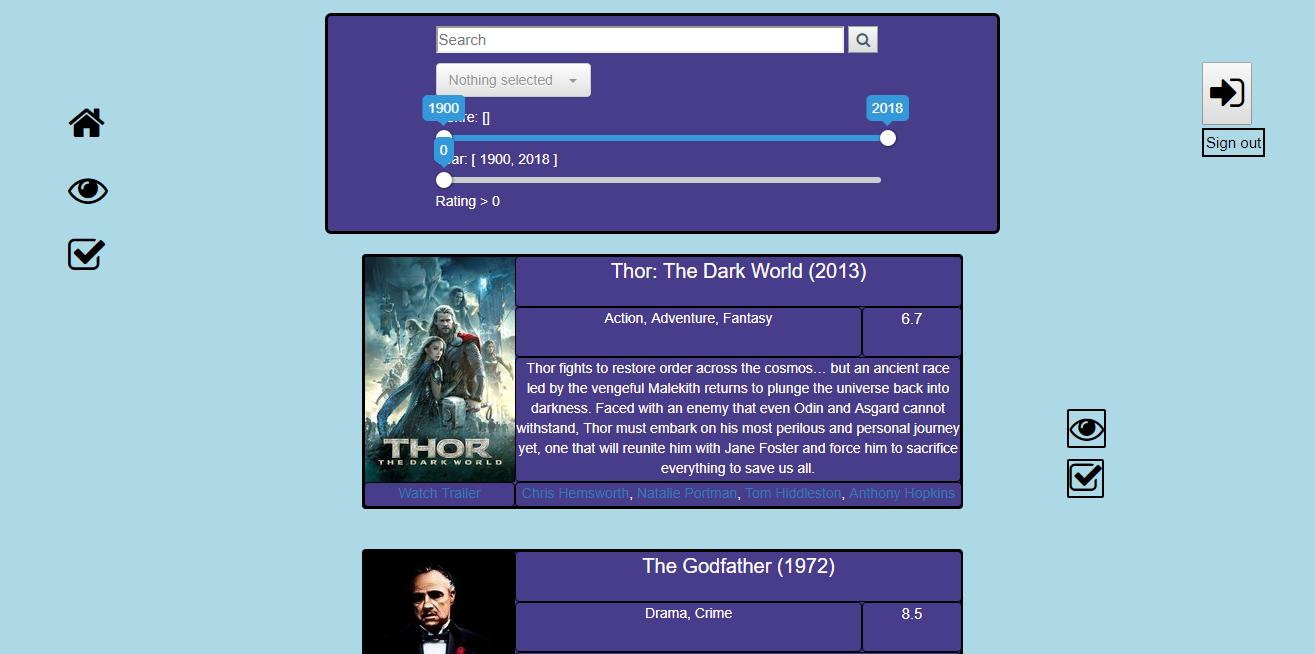 Search
Nothing selected
1900
2018
re: []
0
ar: [ 1900, 2018 ]
Rating > 0
Sign out
Thor: The Dark World (2013)
Action, Adventure, Fantasy
6.7
Thor fights to restore order across the cosmos… but an ancient race
led by the vengeful Malekith returns to plunge the universe back into
darkness. Faced with an enemy that even Odin and Asgard cannot
withstand, Thor must embark on his most perilous and personal journey
yet, one that will reunite him with Jane Foster and force him to sacrifice
everything to save us all.
THOR
THE DARK WORLD
Watch Trailer
Chris Hemsworth, Natalie Portman, Tom Hiddleston, Anthony Hopkins
The Godfather (1972)
Drama, Crime
8.5